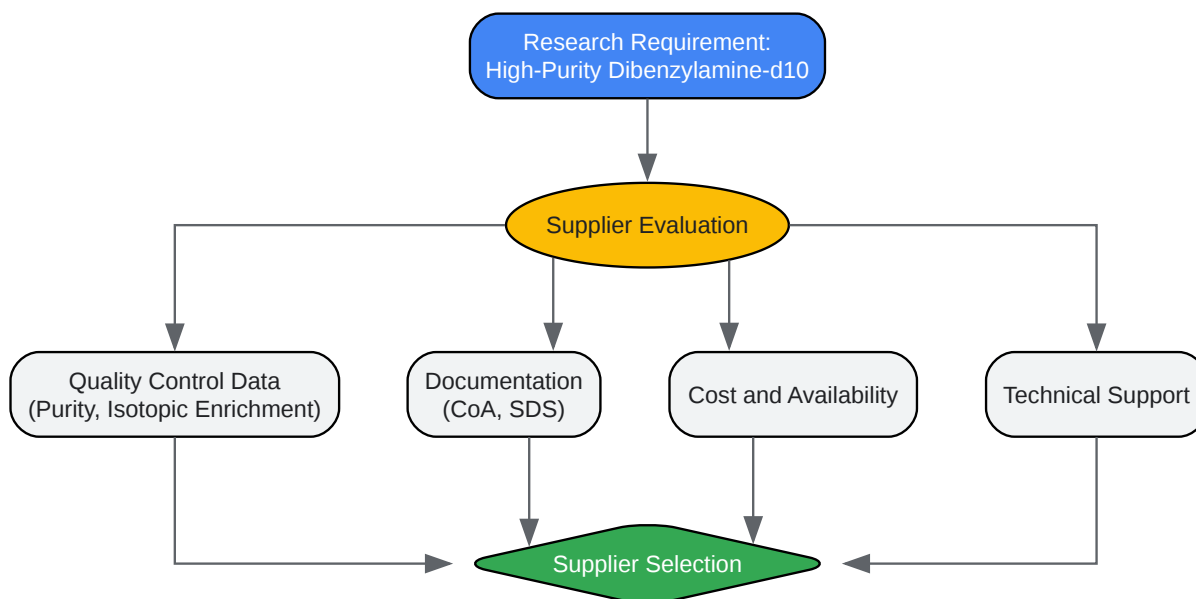 Research Requirement:
High-Purity Dibenzylamine-d10
Supplier Evaluation
Quality Control Data
(Purity, Isotopic Enrichment)
Documentation
(CoA, SDS)
Cost and Availability
Technical Support
Supplier Selection